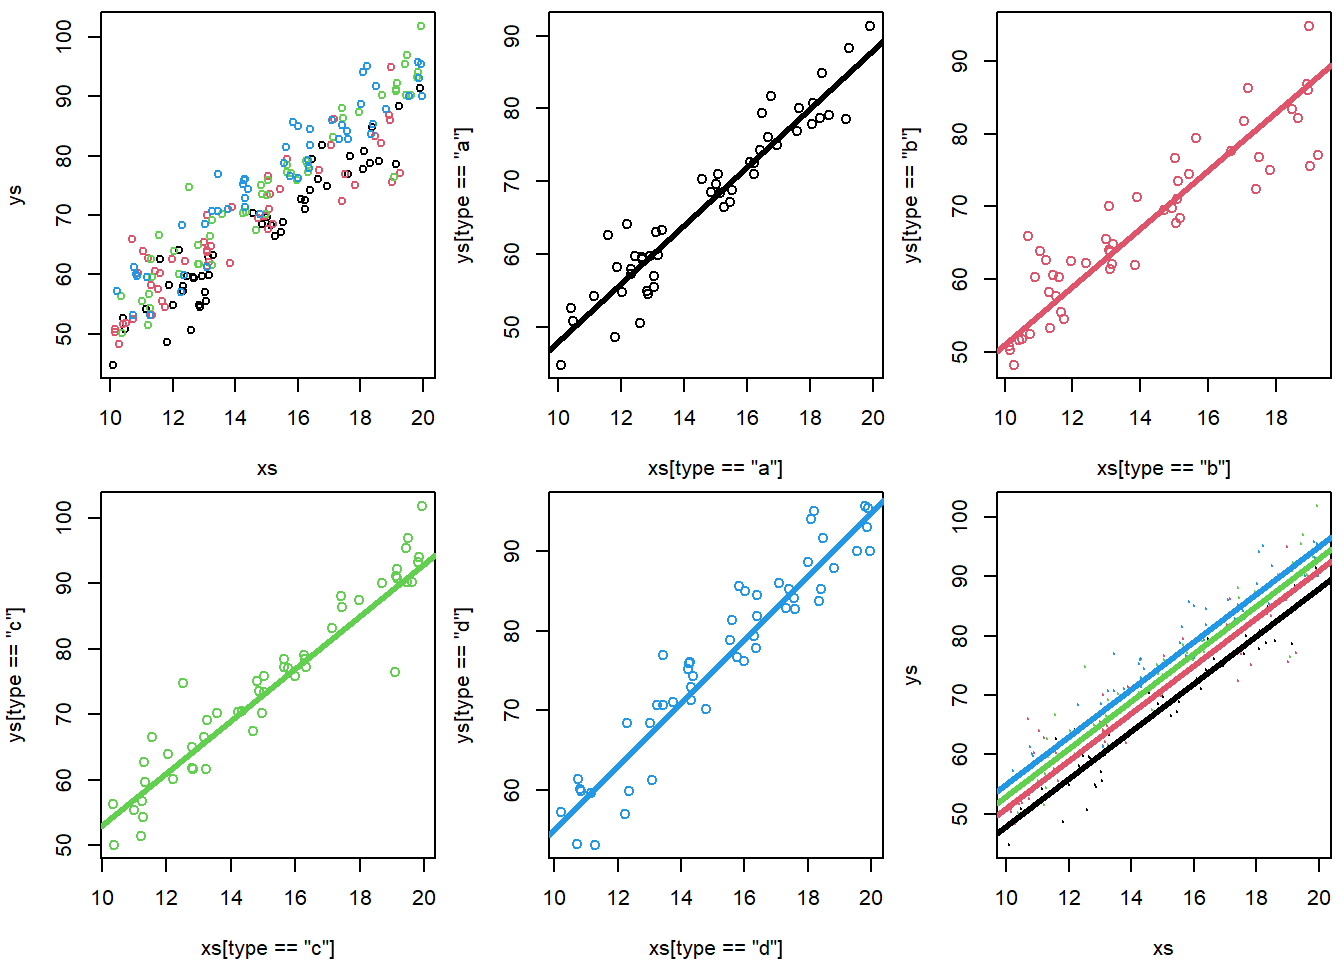 ys
100
90
80
70
60
50
10 12 14 16 18 20
xs
ys[type == "a"]
90
80
70
60
50
10 12 14 16 18 20
xs[type == "a"]
ys[type == "b"]
90
80
70
60
50
10 12 14 16 18
xs[type == "b"]
ys[type == "c"]
100
90
80
70
60
50
10 12 14 16 18 20
xs[type == "c"]
ys[type == "d"]
90
80
70
60
10 12 14 16 18 20
xs[type == "d"]
ys
100
90
80
70
60
50
10 12 14 16 18 20
xs